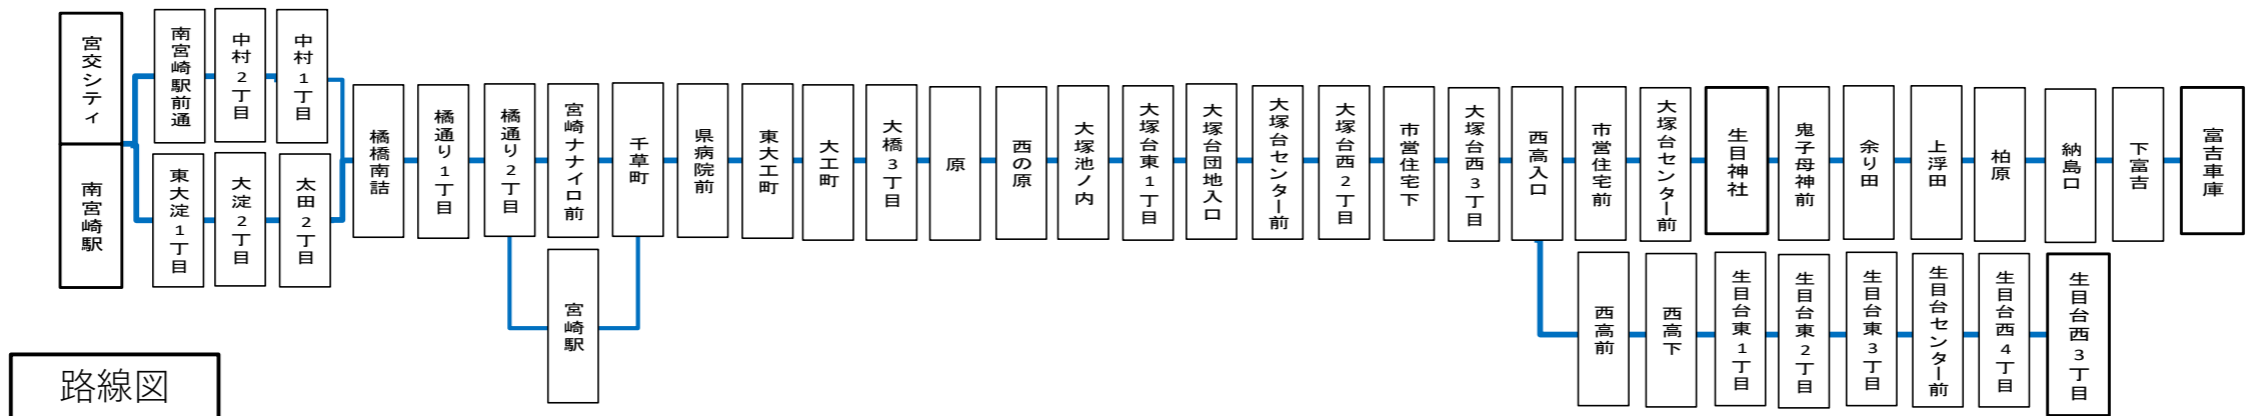 宮交シティ
南宮崎駅
南宮崎駅前通
中村2丁目
中村1丁目
東大淀1丁目
大淀2丁目
太田2丁目
橘橋南詰
橘通り1丁目
橘通り2丁目
宮崎ナナイロ前
宮崎駅
千草町
県病院前
東大工町
大工町
大橋3丁目
原
西の原
大塚池ノ内
大塚台東1丁目
大塚台団地入口
大塚台センター前
大塚台西2丁目
市営住宅下
大塚台西3丁目
西高入口
市営住宅前
大塚台センター前
生目神社
鬼子母神前
余り田
上浮田
柏原
納島口
下富吉
富吉車庫
西高前
西高下
生目台東1丁目
生目台東2丁目
生目台東3丁目
生目台センター前
生目台西4丁目
生目台西3丁目
路線図